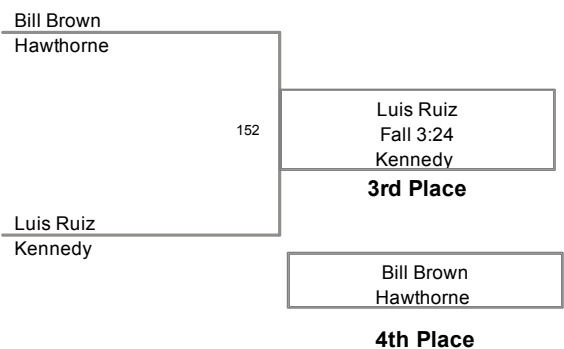 Bill Brown
Hawthorne
152
Luis Ruiz
Fall 3:24
Kennedy
3rd Place
Luis Ruiz
Kennedy
Bill Brown
Hawthorne
4th Place